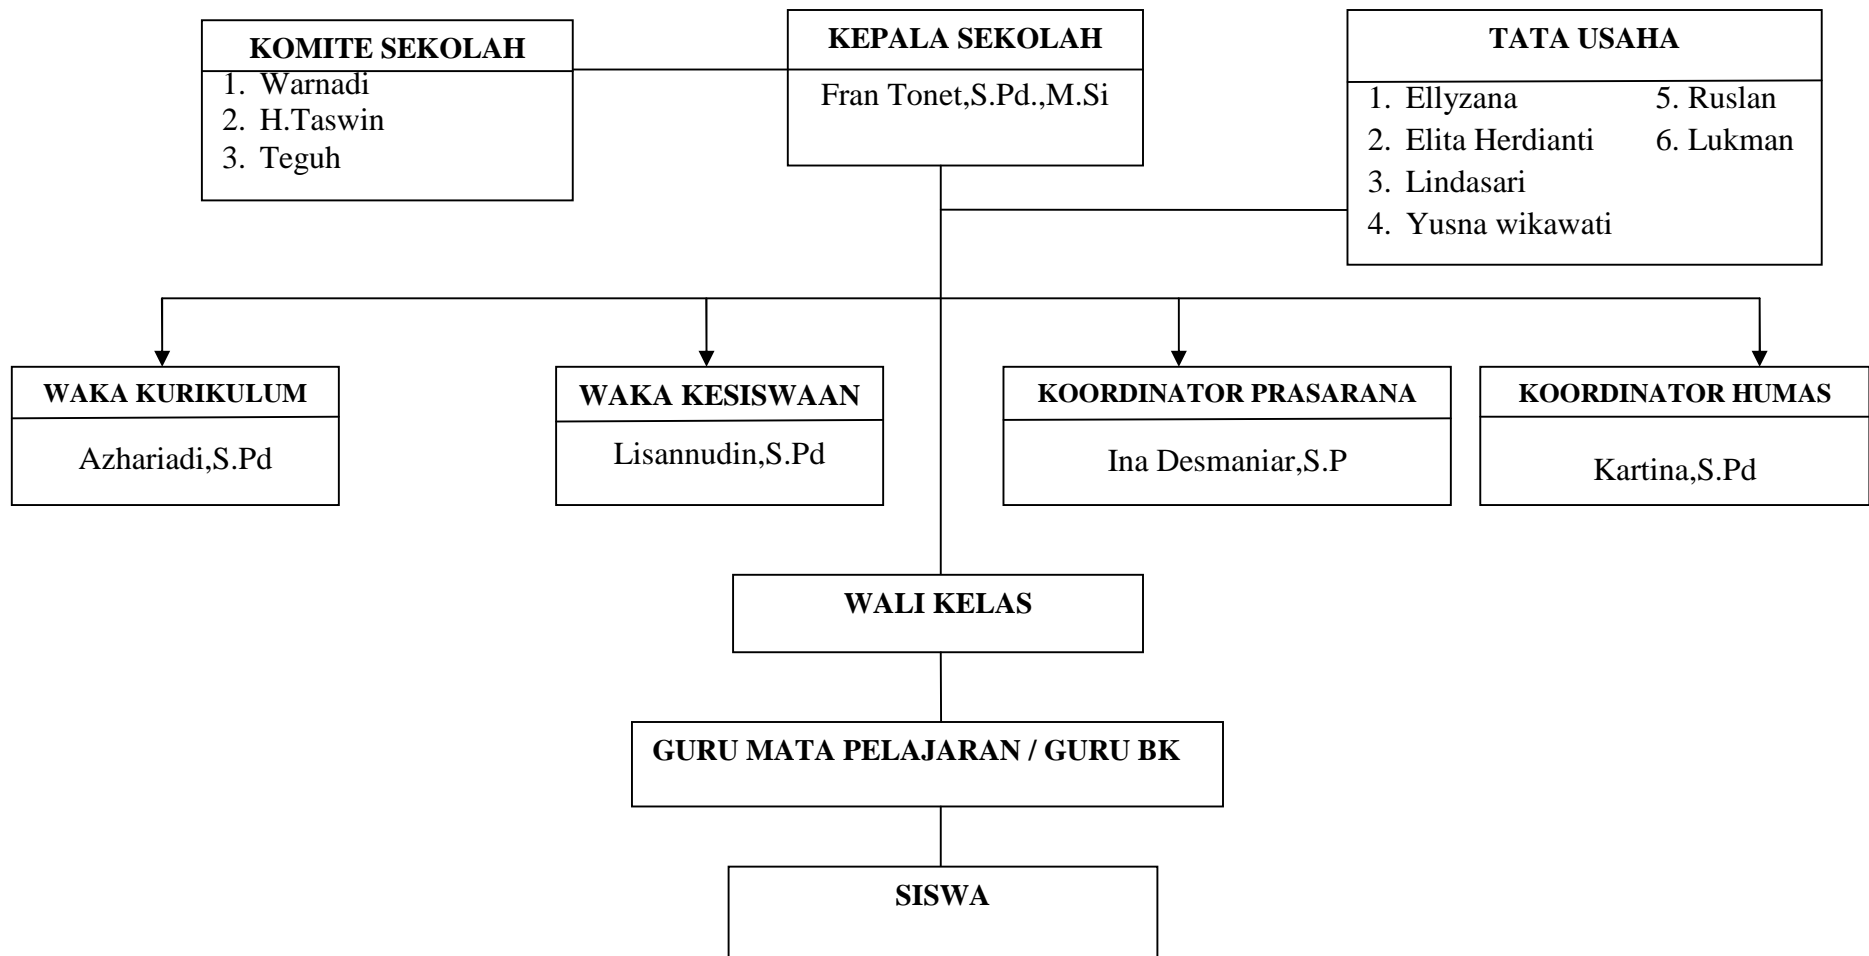 KOMITE SEKOLAH
1. Warnadi
2. H.Taswin
3. Teguh
KEPALA SEKOLAH
Fran Tonet,S.Pd.,M.Si
TATA USAHA
1. Ellyzana
2. Elita Herdianti
3. Lindasari
4. Yusna wikawati
5. Ruslan
6. Lukman
WAKA KURIKULUM
Azhariadi,S.Pd
WAKA KESISWAAN
Lisannudin,S.Pd
KOORDINATOR PRASARANA
Ina Desmaniar,S.P
KOORDINATOR HUMAS
Kartina,S.Pd
WALI KELAS
GURU MATA PELAJARAN / GURU BK
SISWA